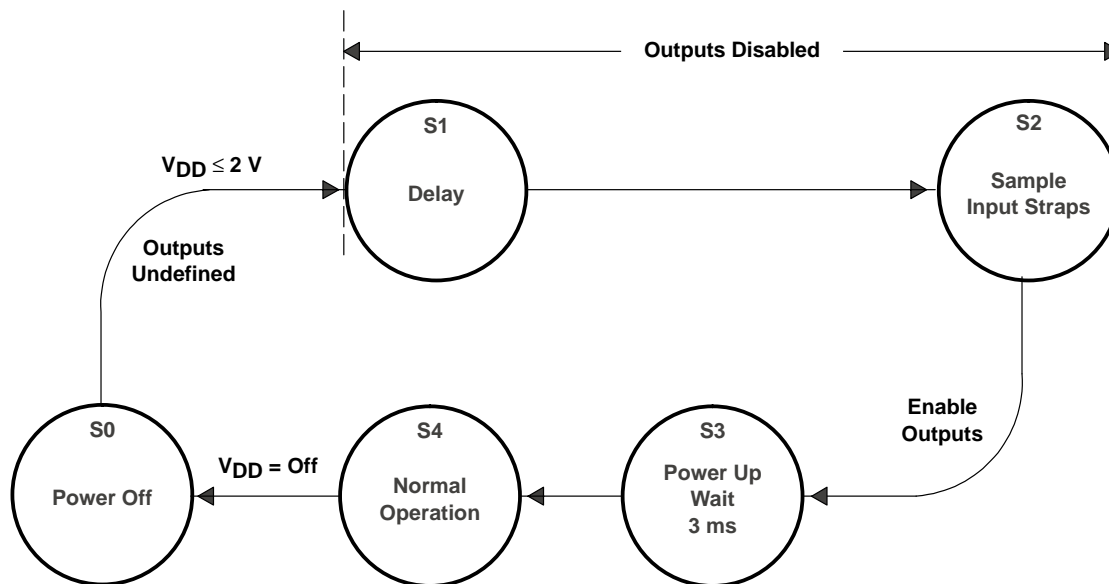 Outputs Disabled
S1
Delay
S2
Sample
Input Straps
VDD ≤ 2 V
Outputs
Undefined
Enable
Outputs
S0
Power Off
VDD = Off
S4
Normal
Operation
S3
Power Up
Wait
3 ms